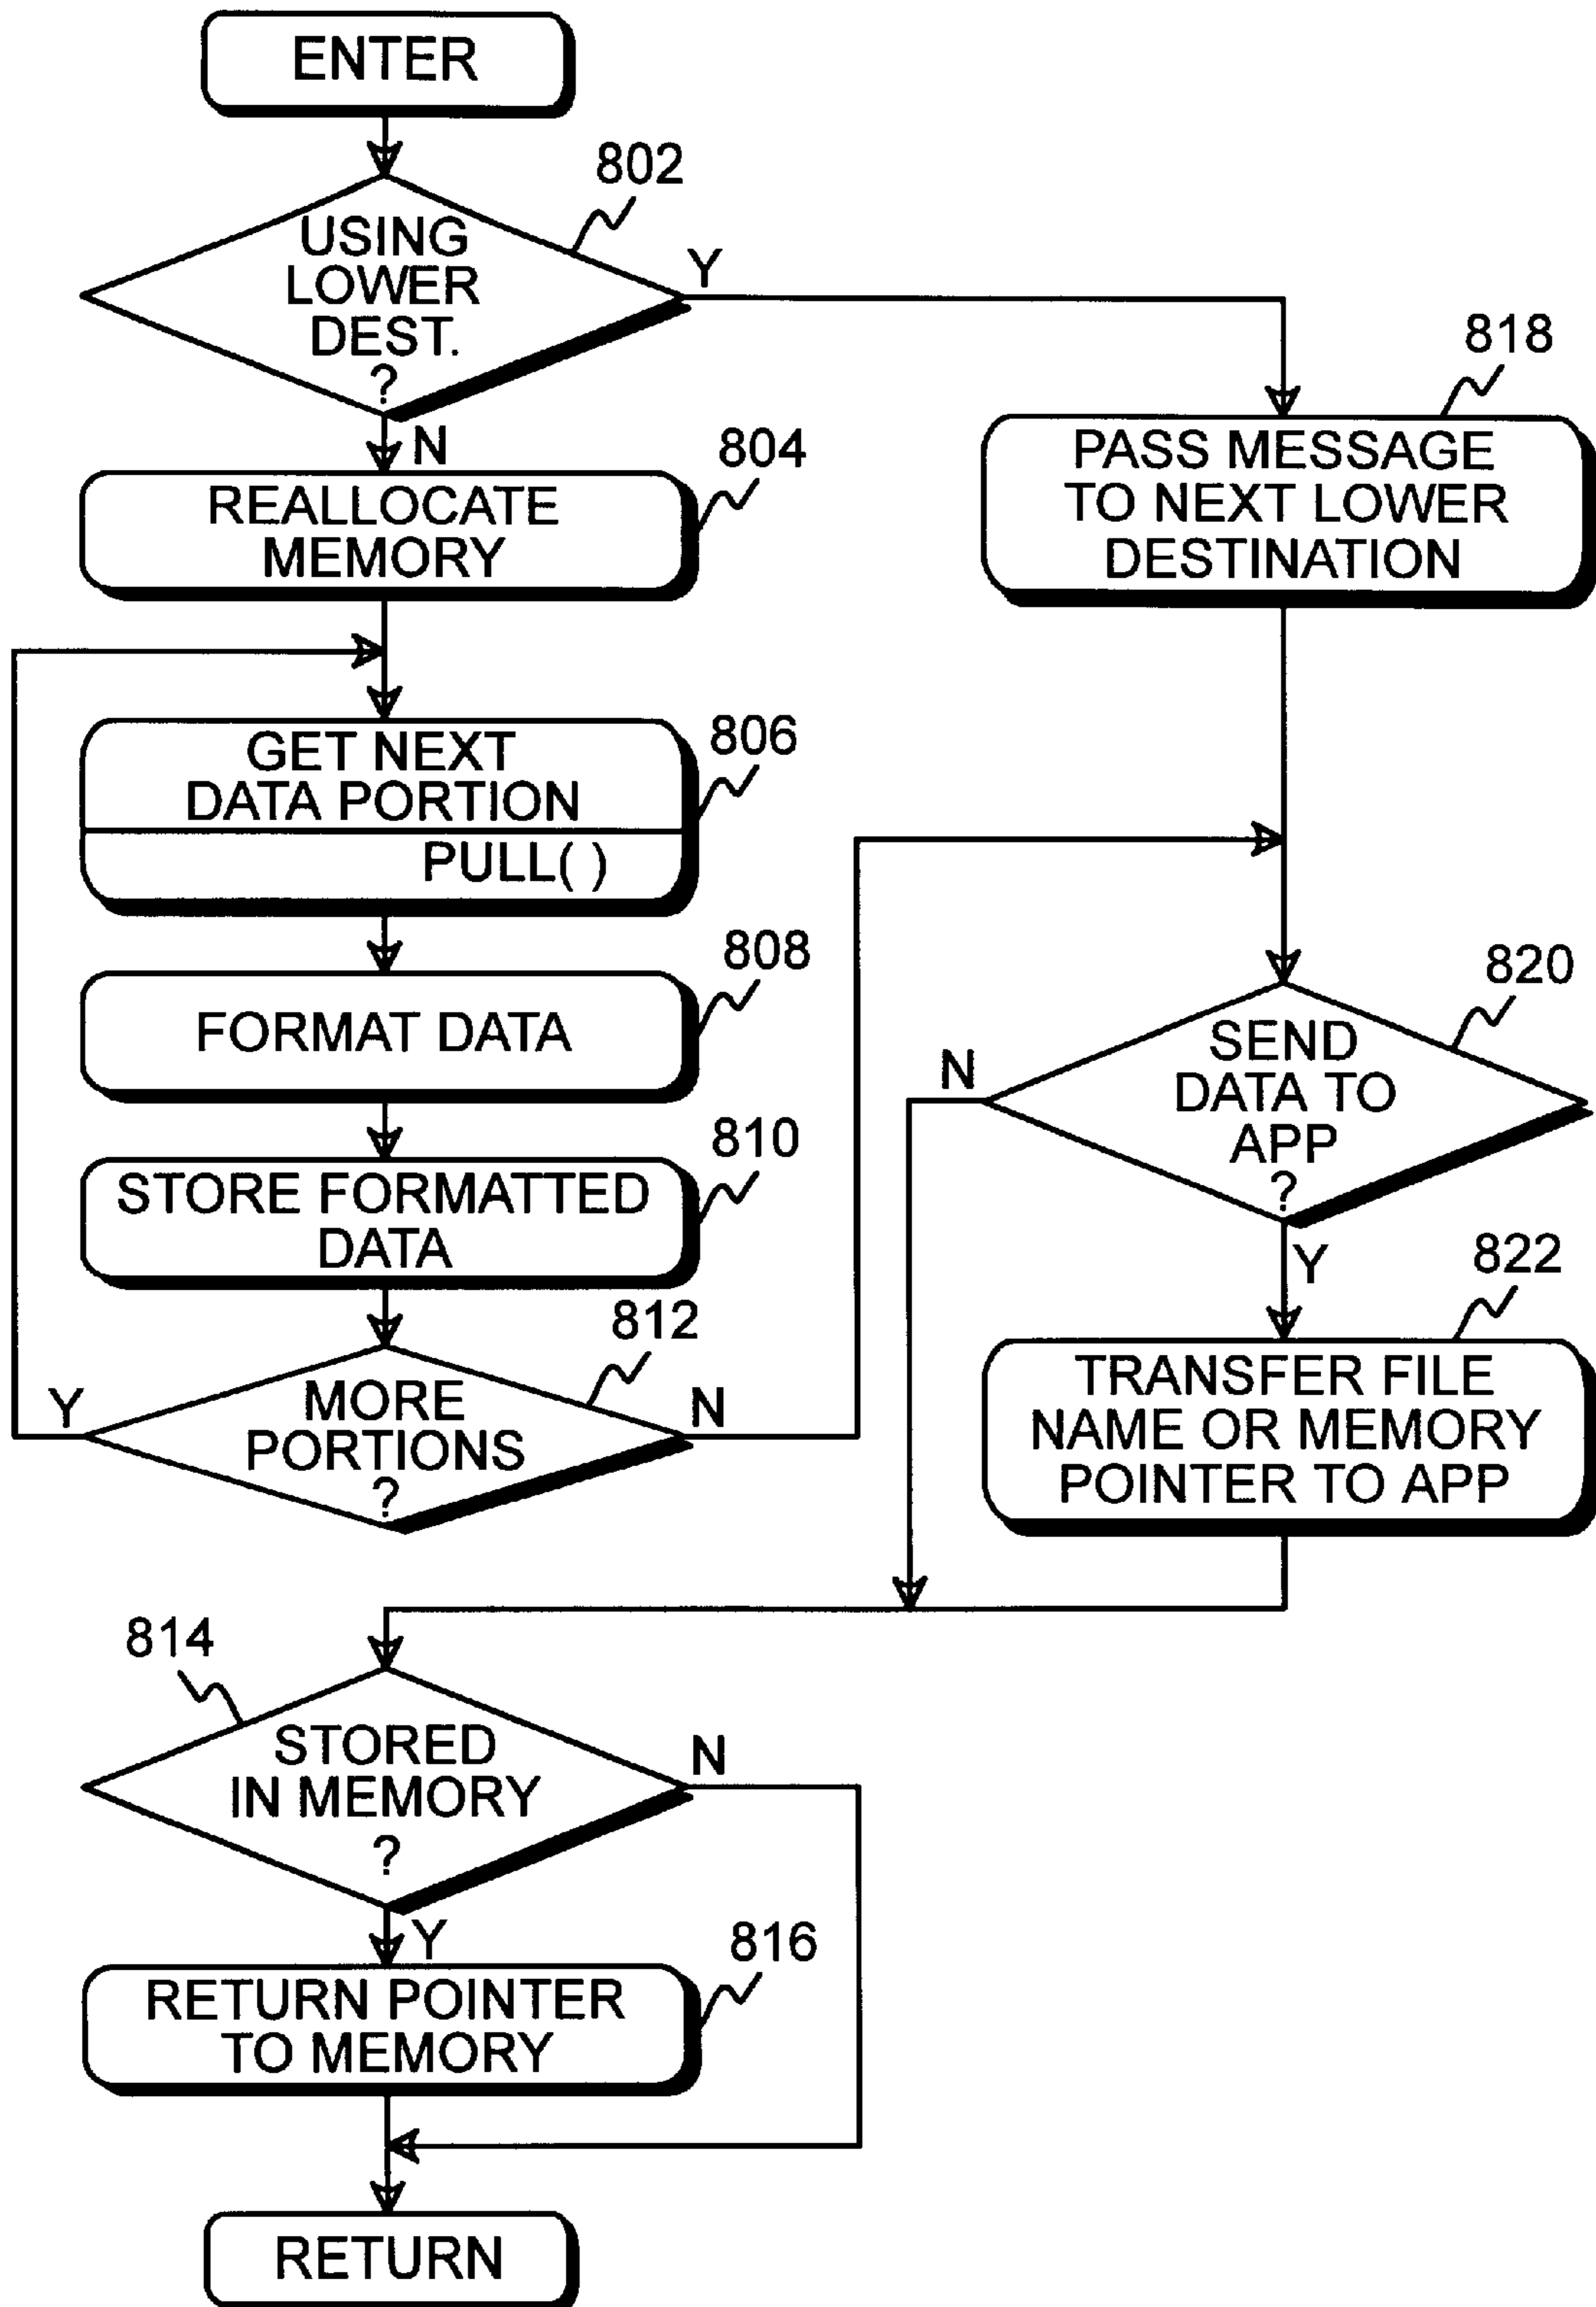 ENTER
802
USING
LOWER
DEST.
?
Y
N
818
PASS MESSAGE
TO NEXT LOWER
DESTINATION
804
REALLOCATE
MEMORY
806
GET NEXT
DATA PORTION
PULL( )
808
FORMAT DATA
810
STORE FORMATTED
DATA
812
MORE
PORTIONS
?
Y
N
820
SEND
DATA TO
APP
?
N
Y
822
TRANSFER FILE
NAME OR MEMORY
POINTER TO APP
814
STORED
IN MEMORY
?
N
Y
816
RETURN POINTER
TO MEMORY
RETURN